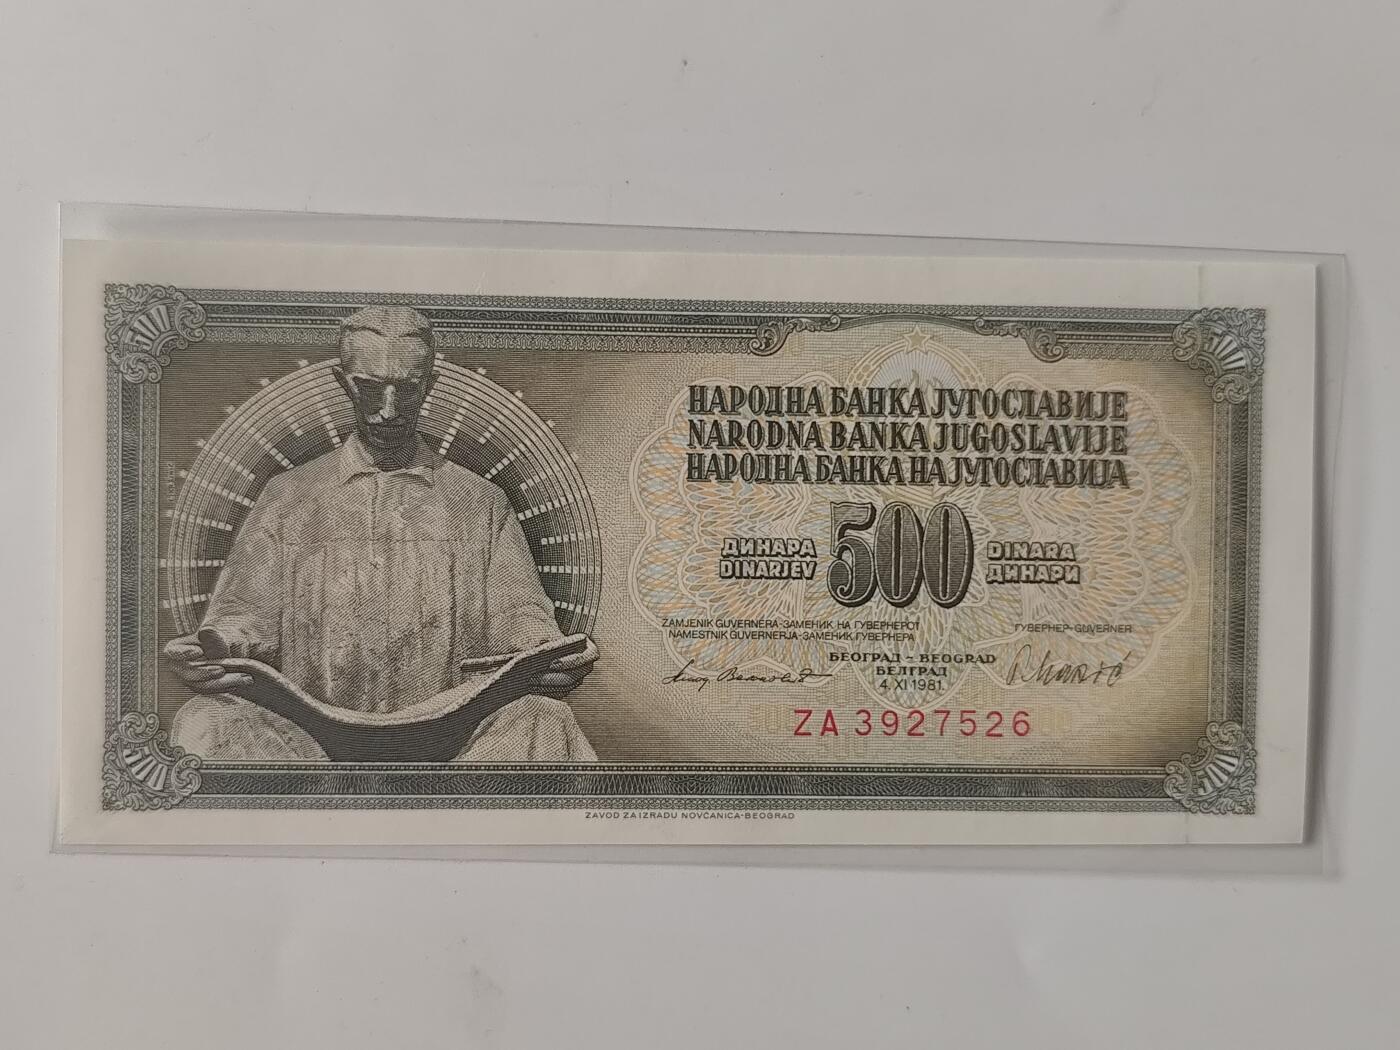 НАРОДНА БАНКА ЈУГОСЛАВИЈЕ
NARODNA BANKA JUGOSLAVIJE
НАРОДНА БАНКА НА ЈУГОСЛАВИЈА
ДИНАРА 500 DINARA
DINARJEV ДИНАРИ
ZAMJENIK GUVERNERA-ЗАМЕНИК НА ГУВЕРНЕРОТ
NAMESTNIK GUVERNERJA-ЗАМЕНИК ГУВЕРНЕРА
ГУВЕРНЕР-GUVERNER
БЕОГРАД - BEOGRAD
БЕЛГРАД
4. XI 1981.
ZA 3927526
ZAVOD ZA IZRADU NOVČANICA-BEOGRAD